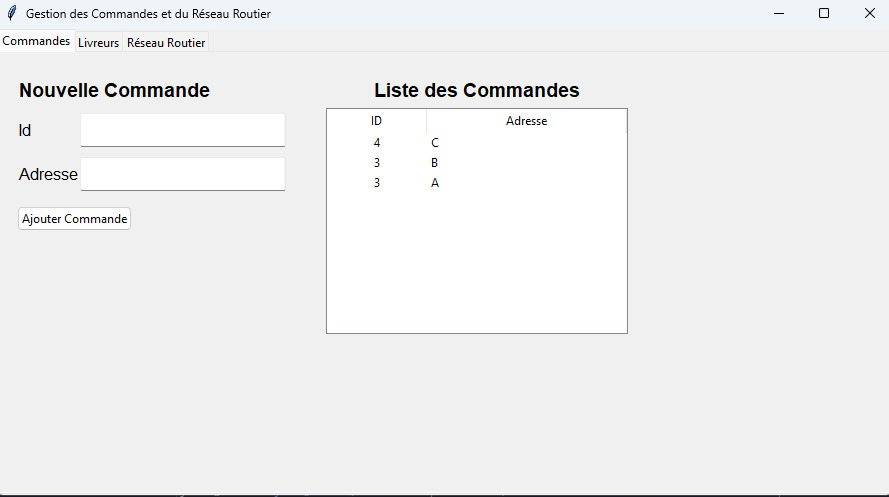 Gestion des Commandes et du Réseau Routier
Commandes Livreurs Réseau Routier
Nouvelle Commande
Id
Adresse
Ajouter Commande
Liste des Commandes
ID Adresse
4 C
3 B
3 A